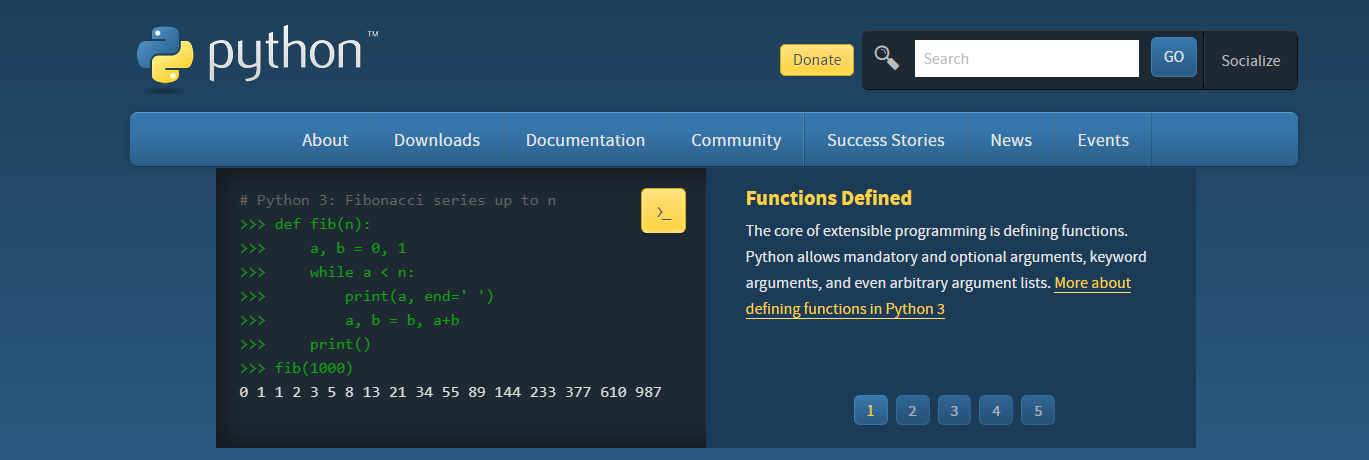 python™
Donate
Search
GO
Socialize
About
Downloads
Documentation
Community
Success Stories
News
Events
# Python 3: Fibonacci series up to n
>>> def fib(n):
>>>     a, b = 0, 1
>>>     while a < n:
>>>         print(a, end=' ')
>>>         a, b = b, a+b
>>>     print()
>>> fib(1000)
0 1 1 2 3 5 8 13 21 34 55 89 144 233 377 610 987
>_
Functions Defined
The core of extensible programming is defining functions.
Python allows mandatory and optional arguments, keyword
arguments, and even arbitrary argument lists. More about
defining functions in Python 3
1 2 3 4 5